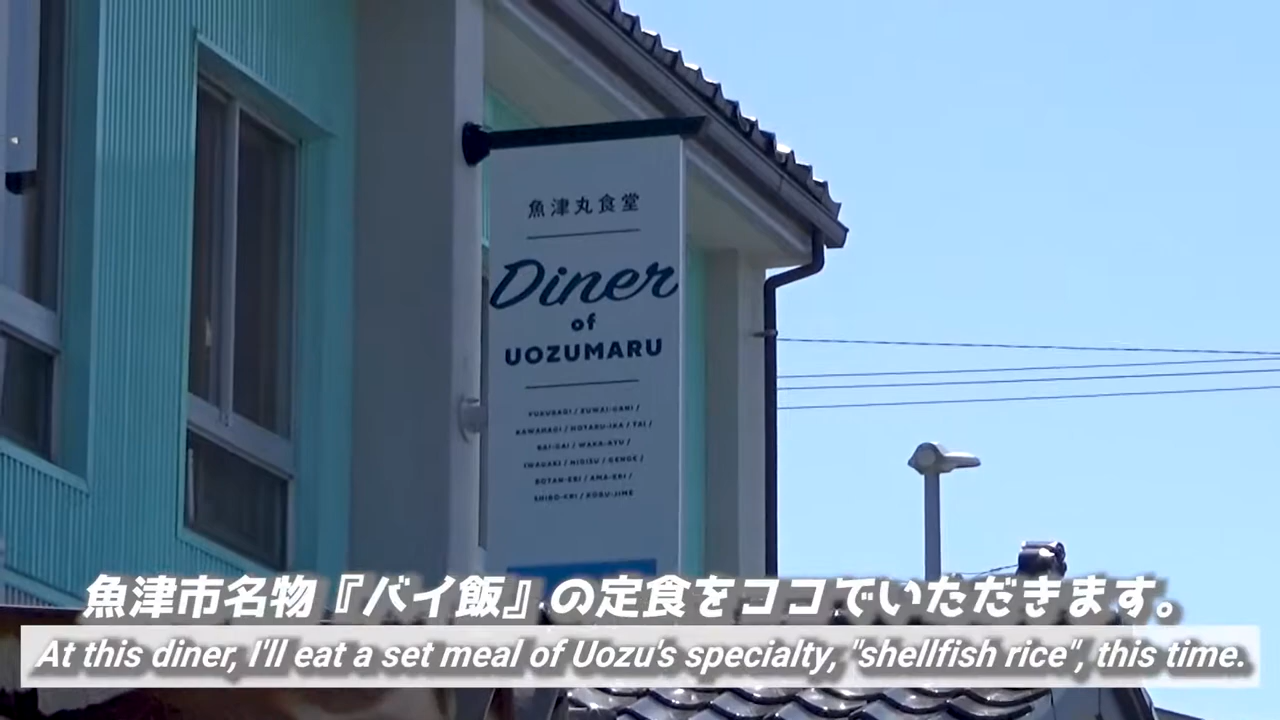 魚津丸食堂
Diner
of
UOZUMARU
KAWAHAGI / HOTARU-IKA / TAI /
BAI-GAI / WAKA-AYU /
IWAGAKI / NIGISU / GENGE /
BOTAN-EBI / AMA-EBI /
SHIRO-EBI / KOBU-JIME
魚津市名物『バイ飯』の定食をココでいただきます。
At this diner, I'll eat a set meal of Uozu's specialty, "shellfish rice", this time.